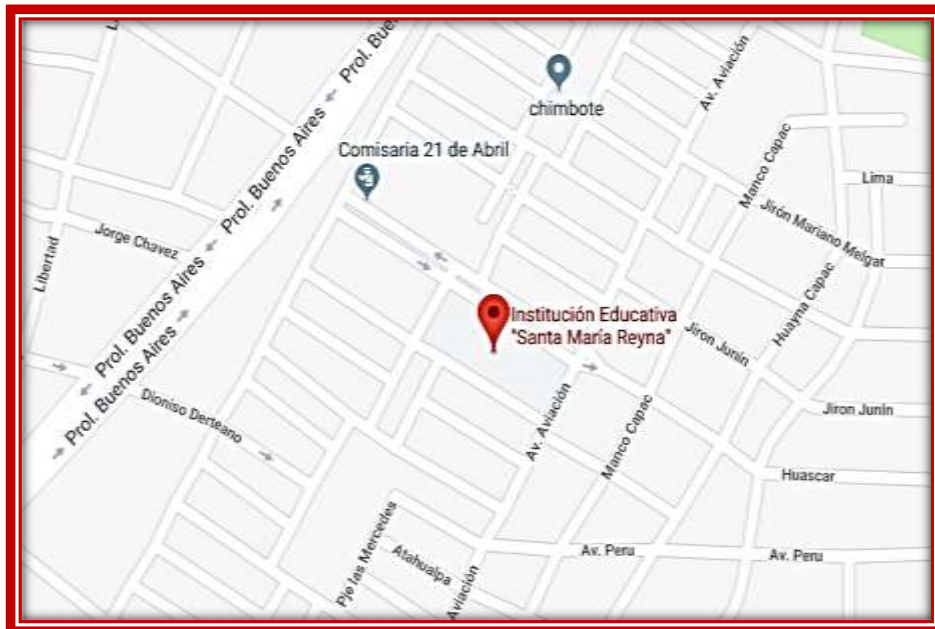 Prol. Buenos Aires
chimbote
Av. Aviación
Comisaria 21 de Abril
Prol. Buenos Aires
Manco Capac
Lima
Jirón Mariano Melgar
Jorge Chavez
Libertad
Prol. Buenos Aires
Huayna Capac
Institución Educativa
"Santa María Reyna"
Jiron Junín
Prol. Buenos Aires
Dioniso Derteano
Av. Aviación
Manco Capac
Jiron Junin
Huascar
Pje las Mercedes
Atahualpa
Aviación
Av. Peru
Av. Peru